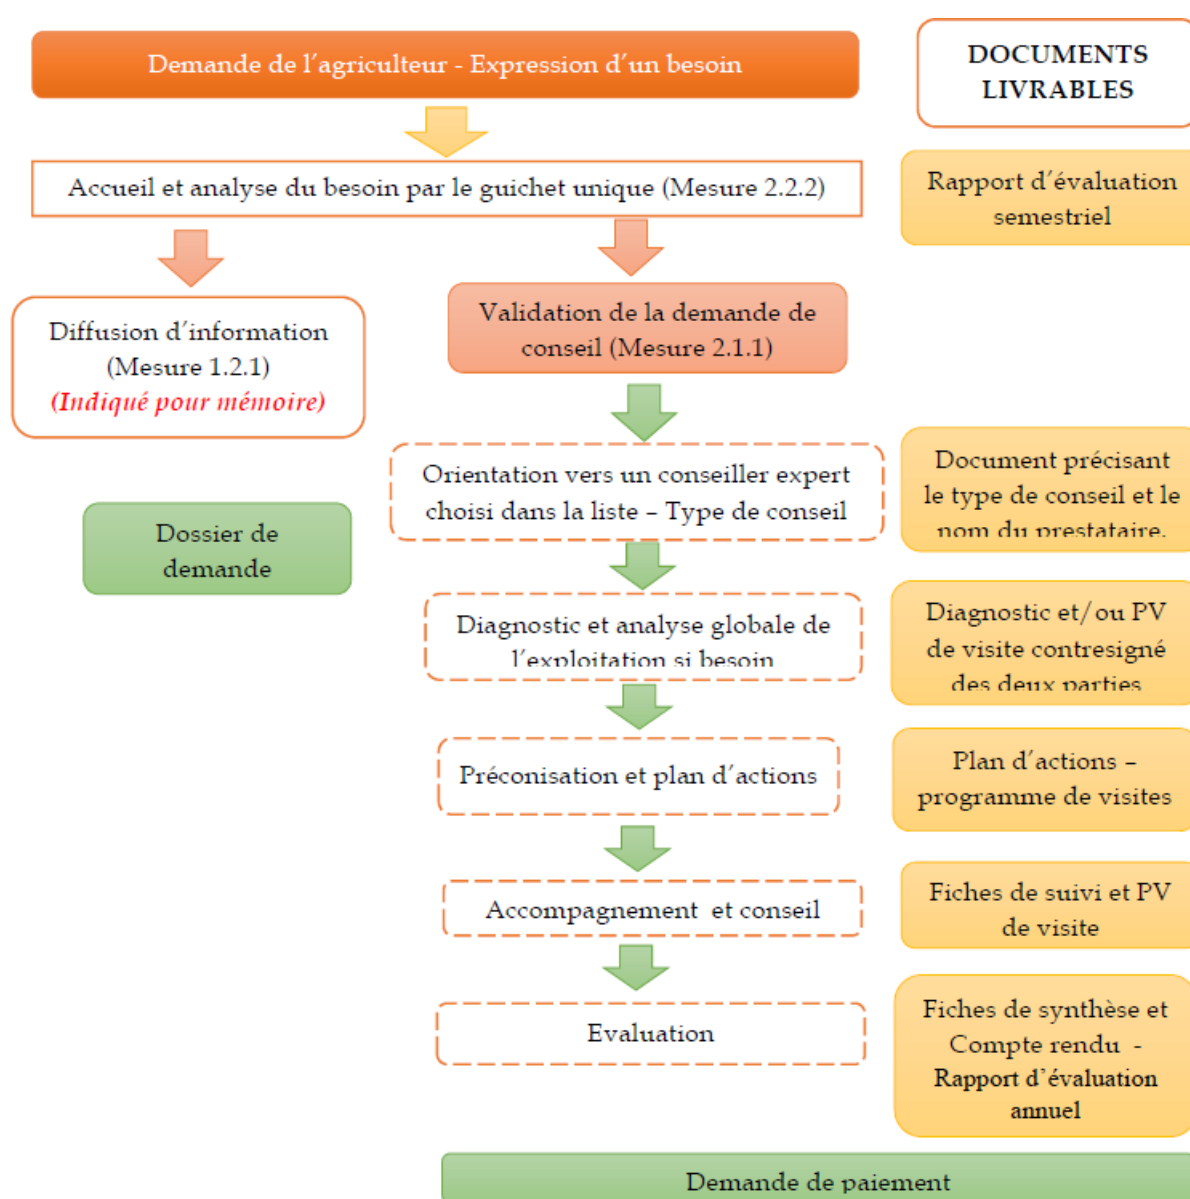 Demande de l'agriculteur - Expression d'un besoin
DOCUMENTS
LIVRABLES
Accueil et analyse du besoin par le guichet unique (Mesure 2.2.2)
Rapport d'évaluation
semestriel
Diffusion d'information
(Mesure 1.2.1)
(Indiqué pour mémoire)
Validation de la demande de
conseil (Mesure 2.1.1)
Orientation vers un conseiller expert
choisi dans la liste – Type de conseil
Document précisant
le type de conseil et le
nom du prestataire.
Dossier de
demande
Diagnostic et analyse globale de
l'exploitation si besoin
Diagnostic et/ou PV
de visite contresigné
des deux parties
Préconisation et plan d'actions
Plan d'actions –
programme de visites
Accompagnement et conseil
Fiches de suivi et PV
de visite
Evaluation
Fiches de synthèse et
Compte rendu -
Rapport d'évaluation
annuel
Demande de paiement